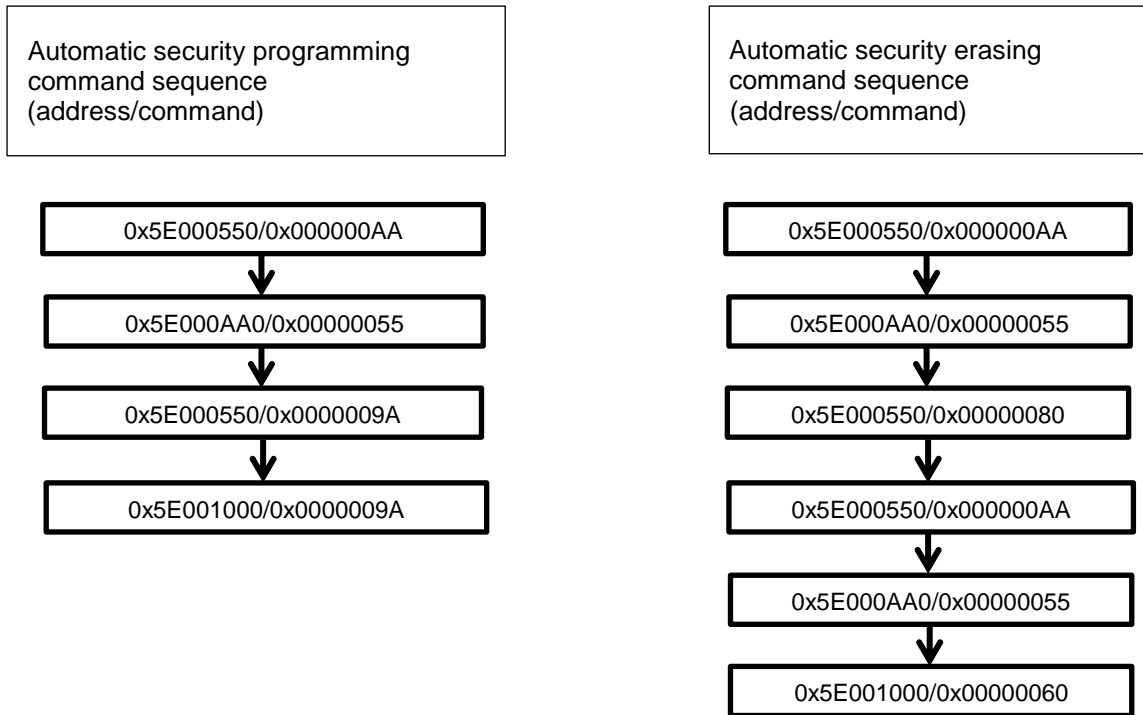 Automatic security programming
command sequence
(address/command)
0x5E000550/0x000000AA
0x5E000AA0/0x00000055
0x5E000550/0x0000009A
0x5E001000/0x0000009A
Automatic security erasing
command sequence
(address/command)
0x5E000550/0x000000AA
0x5E000AA0/0x00000055
0x5E000550/0x00000080
0x5E000550/0x000000AA
0x5E000AA0/0x00000055
0x5E001000/0x00000060